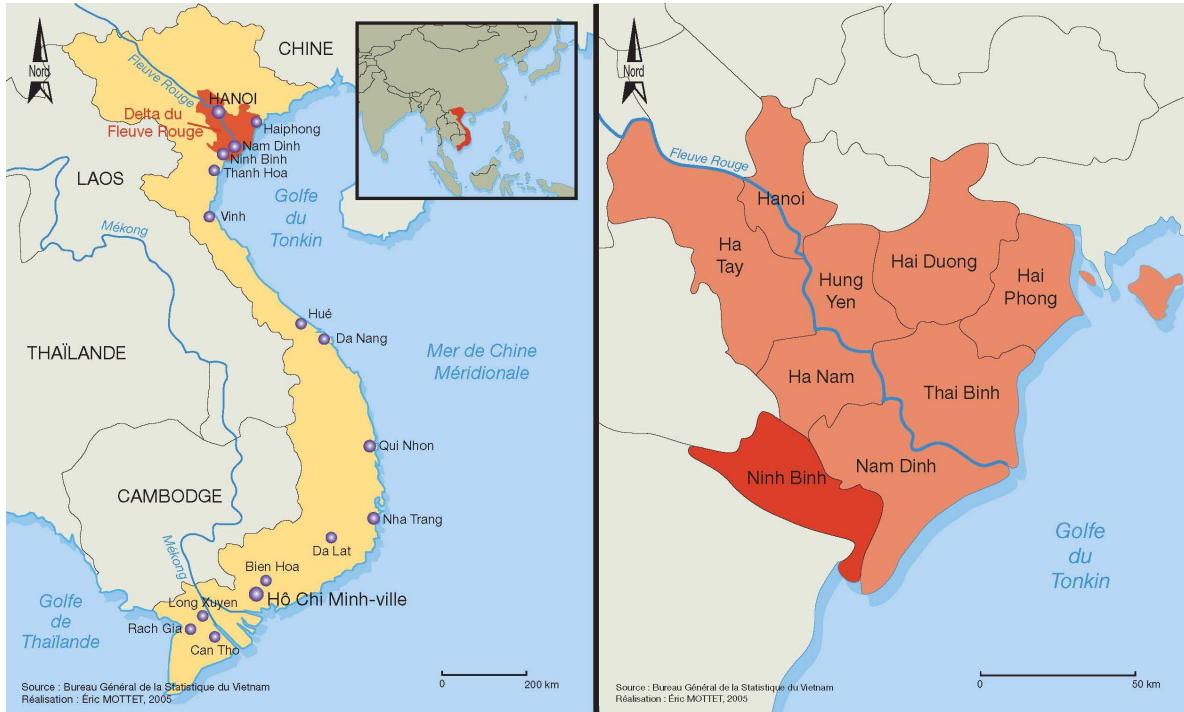 Nord
CHINE
Fleuve Rouge
HANOI
Delta du
Fleuve Rouge
Haiphong
Nam Dinh
Ninh Binh
Thanh Hoa
LAOS
Golfe
du
Tonkin
Vinh
Mékong
Hué
Da Nang
THAÏLANDE
Mer de Chine
Méridionale
Qui Nhon
CAMBODGE
Nha Trang
Da Lat
Mékong
Bien Hoa
Hô Chi Minh-ville
Long Xuyen
Golfe
de
Thaïlande
Rach Gia
Can Tho
0 200 km
Source : Bureau Général de la Statistique du Vietnam
Réalisation : Éric MOTTET, 2005
Nord
Fleuve Rouge
Hanoi
Ha
Tay
Hung
Yen
Hai Duong
Hai
Phong
Ha Nam
Thai Binh
Ninh Binh
Nam Dinh
Golfe
du
Tonkin
0 50 km
Source : Bureau Général de la Statistique du Vietnam
Réalisation : Éric MOTTET, 2005